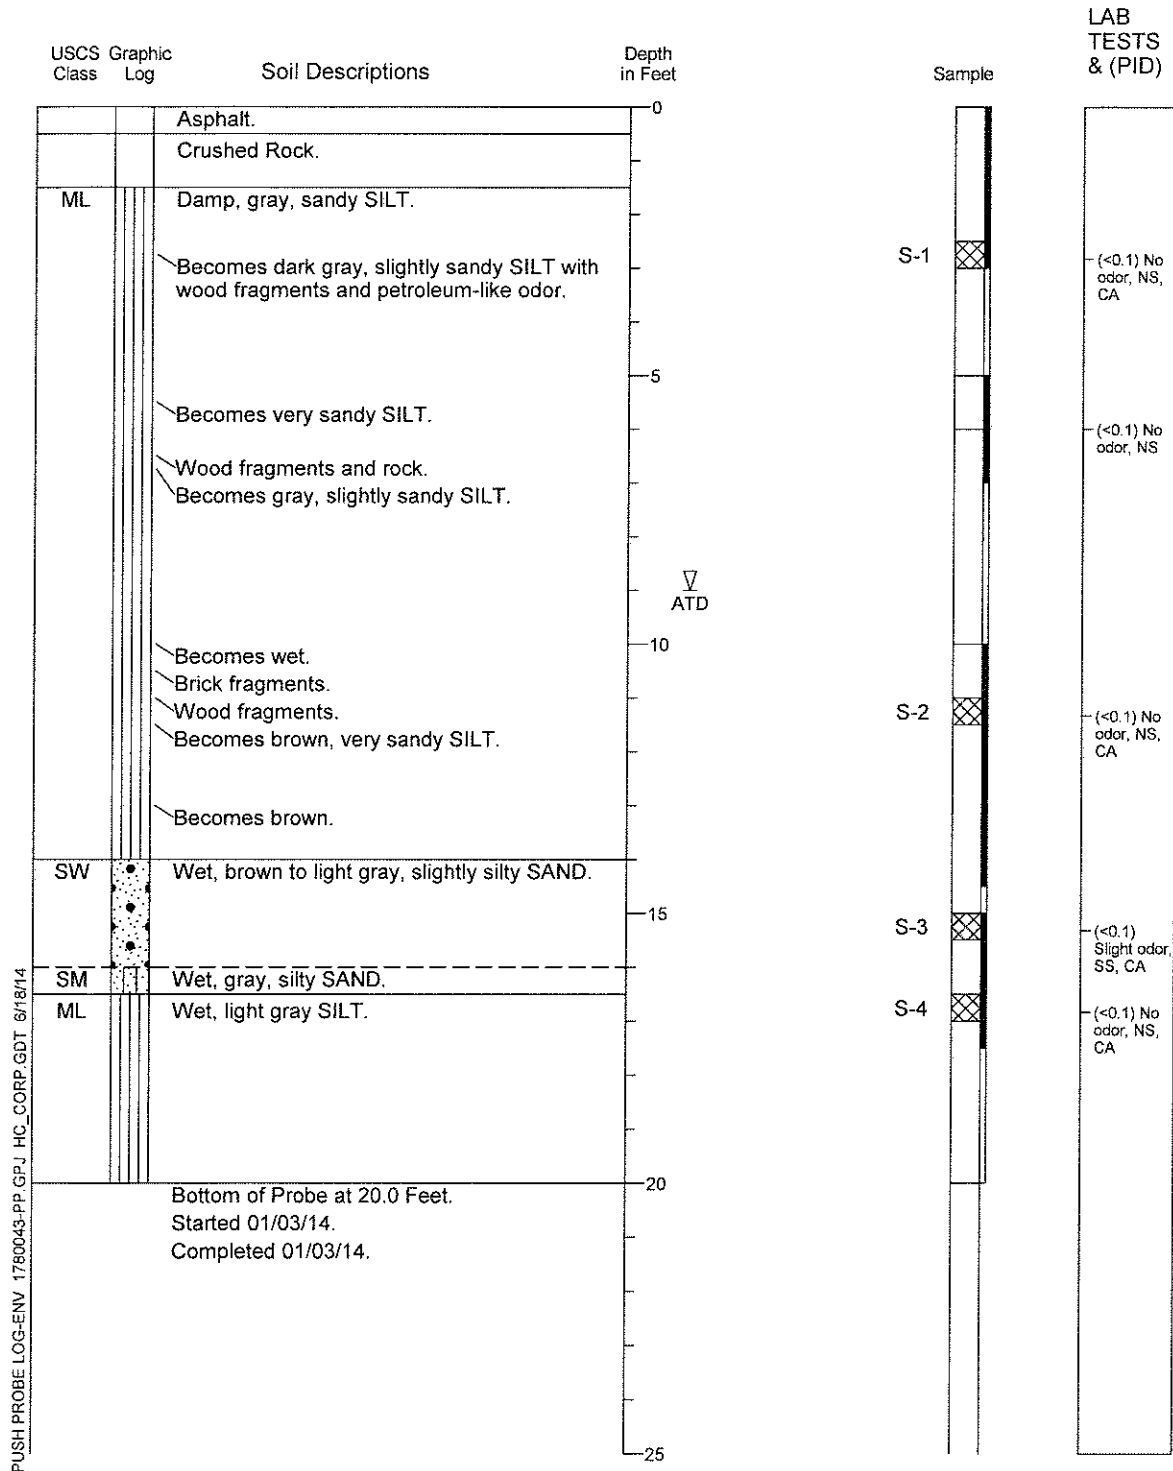 USCS Class
Graphic Log
Soil Descriptions
Depth in Feet
Sample
LAB TESTS & (PID)
0
Asphalt.
Crushed Rock.
ML
Damp, gray, sandy SILT.
Becomes dark gray, slightly sandy SILT with
wood fragments and petroleum-like odor.
S-1
(<0.1) No
odor, NS,
CA
5
Becomes very sandy SILT.
(<0.1) No
odor, NS
Wood fragments and rock.
Becomes gray, slightly sandy SILT.
ATD
10
Becomes wet.
Brick fragments.
Wood fragments.
S-2
(<0.1) No
odor, NS,
CA
Becomes brown, very sandy SILT.
Becomes brown.
SW
Wet, brown to light gray, slightly silty SAND.
15
S-3
(<0.1)
Slight odor,
SS, CA
SM
Wet, gray, silty SAND.
ML
Wet, light gray SILT.
S-4
(<0.1) No
odor, NS,
CA
20
Bottom of Probe at 20.0 Feet.
Started 01/03/14.
Completed 01/03/14.
25
PUSH PROBE LOG-ENV 1780043-PP.GPJ HC_CORP.GDT 6/18/14